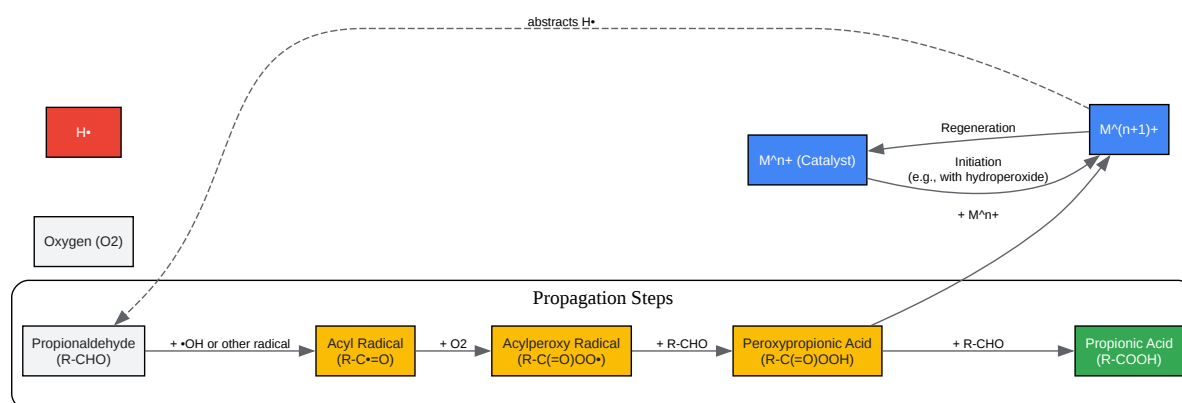 abstracts H•
H•
M^(n+1)+
Regeneration
M^n+ (Catalyst)
Initiation
(e.g., with hydroperoxide)
+ M^n+
Oxygen (O2)
Propagation Steps
Propionaldehyde
(R-CHO)
+ •OH or other radical
Acyl Radical
(R-C•=O)
+ O2
Acylperoxy Radical
(R-C(=O)OO•)
+ R-CHO
Peroxypropionic Acid
(R-C(=O)OOH)
+ R-CHO
Propionic Acid
(R-COOH)